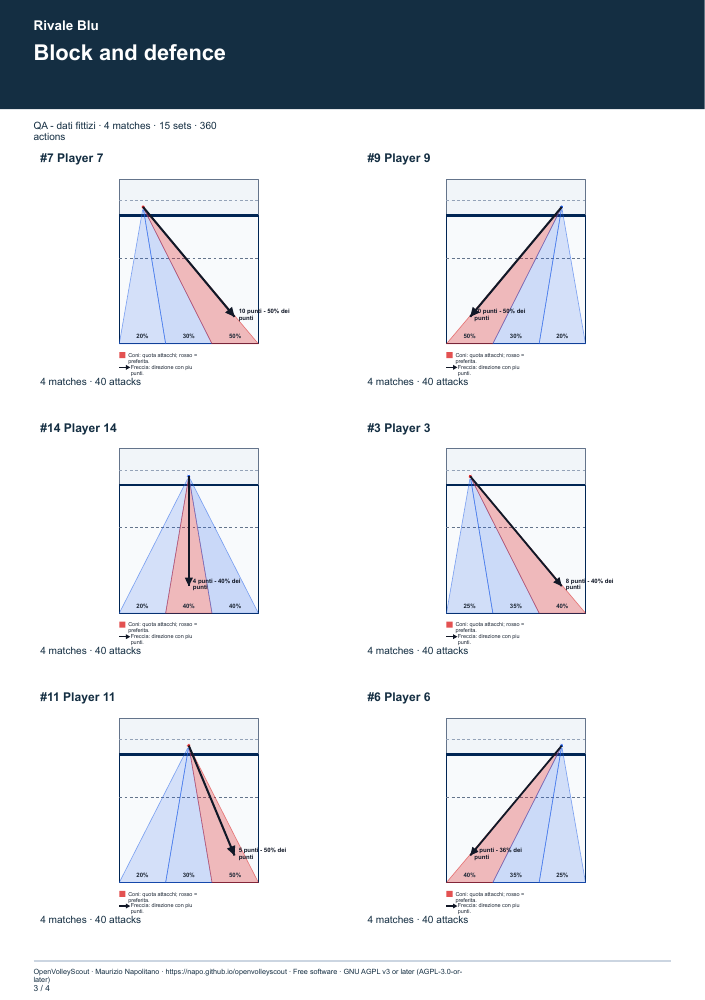 Rivale Blu
Block and defence
QA - dati fittizi · 4 matches · 15 sets · 360
actions
#7 Player 7
10 punti - 50% dei
punti
20%
30%
50%
Coni: quota attacchi; rosso =
preferita.
Freccia: direzione con piu
punti.
4 matches · 40 attacks
#9 Player 9
punti - 50% dei
punti
50%
30%
20%
Coni: quota attacchi; rosso =
preferita.
Freccia: direzione con piu
punti.
4 matches · 40 attacks
#14 Player 14
4 punti - 40% dei
punti
20%
40%
40%
Coni: quota attacchi; rosso =
preferita.
Freccia: direzione con piu
punti.
4 matches · 40 attacks
#3 Player 3
8 punti - 40% dei
punti
25%
35%
40%
Coni: quota attacchi; rosso =
preferita.
Freccia: direzione con piu
punti.
4 matches · 40 attacks
#11 Player 11
5 punti - 50% dei
punti
20%
30%
50%
Coni: quota attacchi; rosso =
preferita.
Freccia: direzione con piu
punti.
4 matches · 40 attacks
#6 Player 6
punti - 36% dei
punti
40%
35%
25%
Coni: quota attacchi; rosso =
preferita.
Freccia: direzione con piu
punti.
4 matches · 40 attacks
OpenVolleyScout · Maurizio Napolitano · https://napo.github.io/openvolleyscout · Free software · GNU AGPL v3 or later (AGPL-3.0-or-
later)
3 / 4